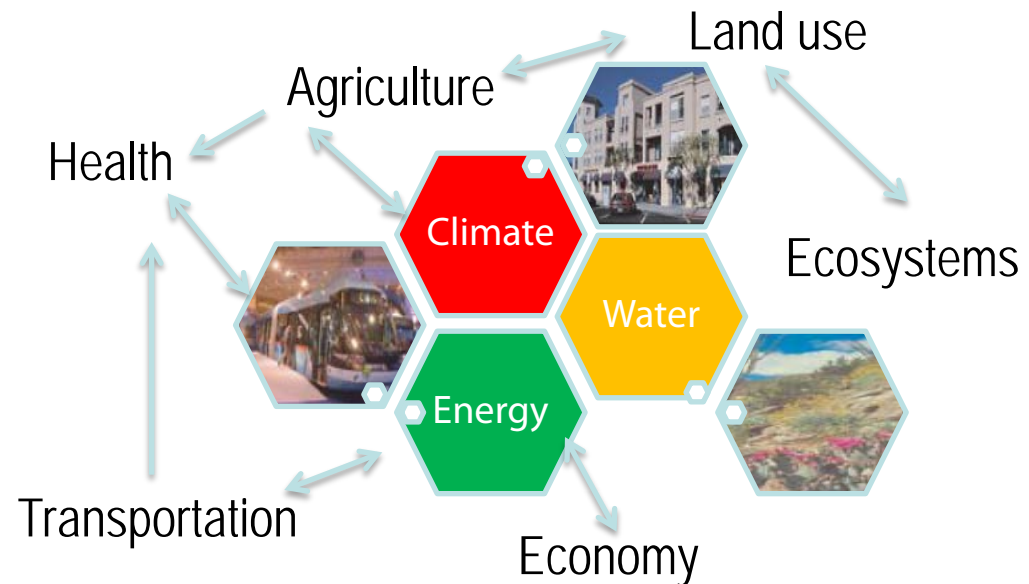 Land use
Agriculture
Health
Climate
Ecosystems
Water
Energy
Transportation
Economy